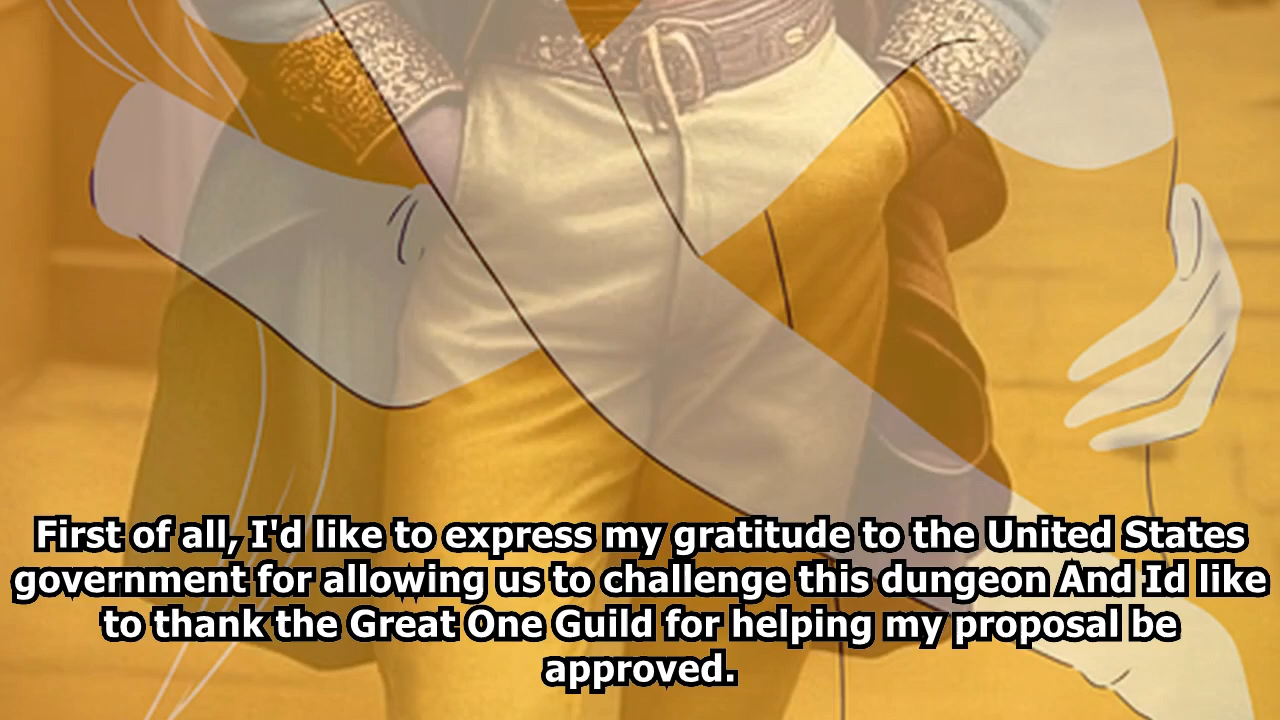 First of all, I'd like to express my gratitude to the United States
government for allowing us to challenge this dungeon And Id like
to thank the Great One Guild for helping my proposal be
approved.